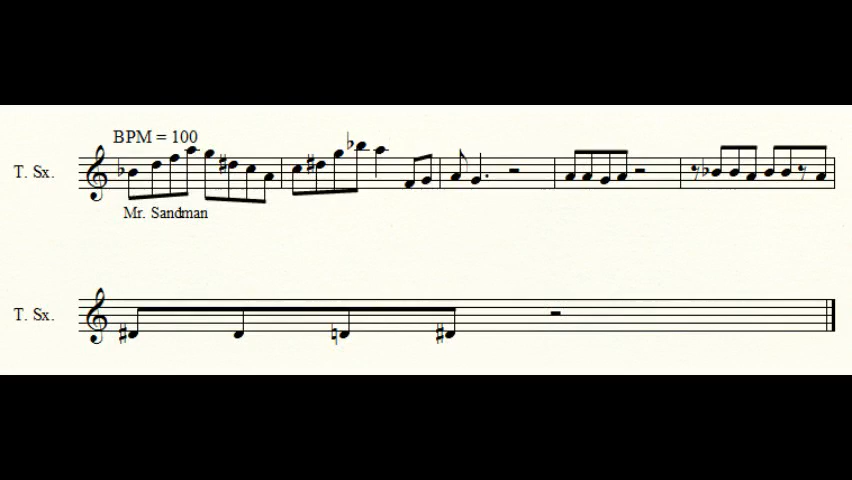 BPM = 100
T. Sx.
Mr. Sandman
T. Sx.